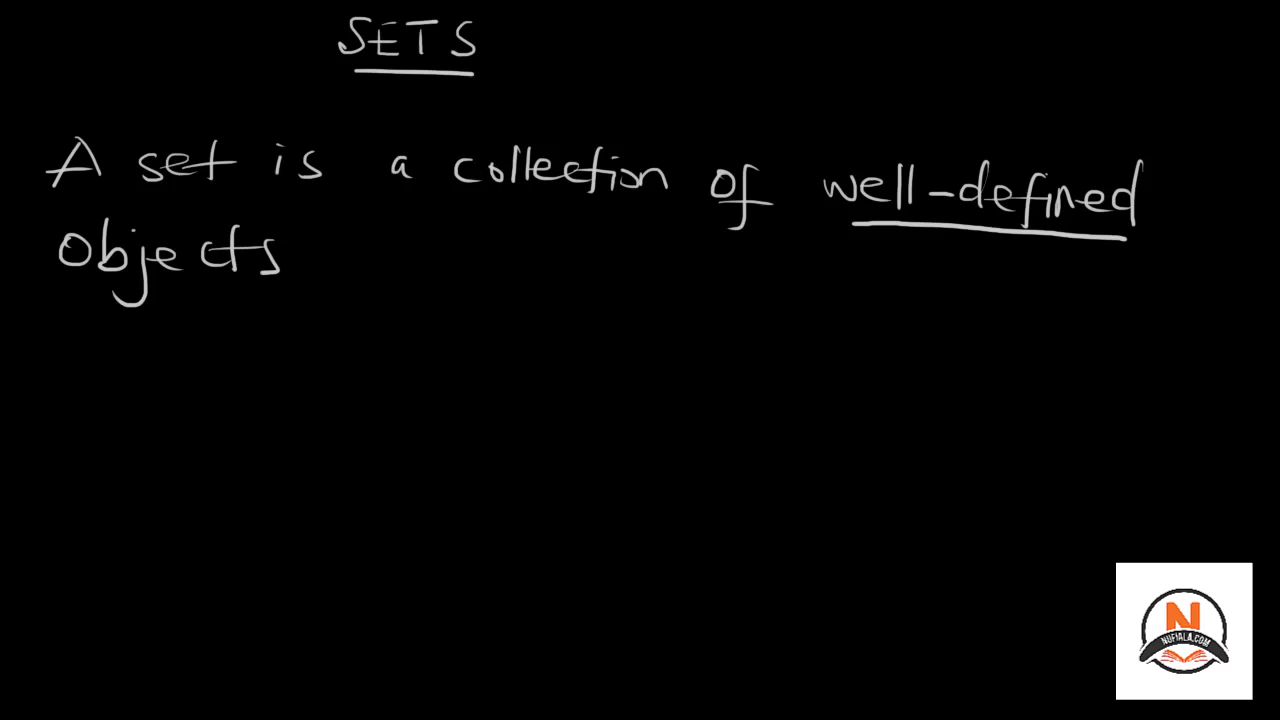 SETS
A set is a collection of well-defined
objects
N
NUFIALA.COM